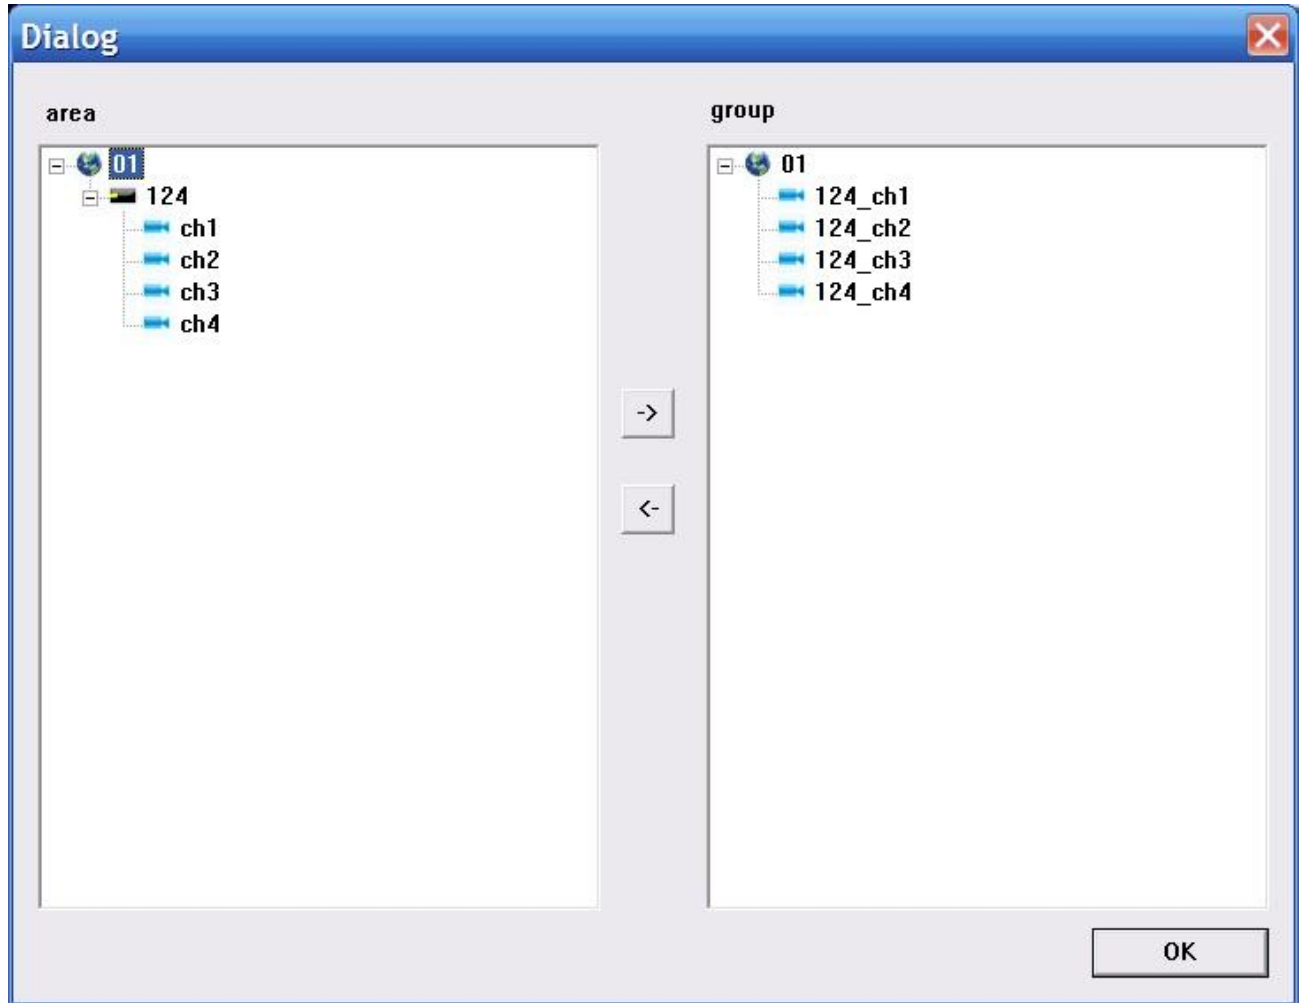 Dialog
area
01
124
ch1
ch2
ch3
ch4
->
<-
group
01
124_ch1
124_ch2
124_ch3
124_ch4
OK